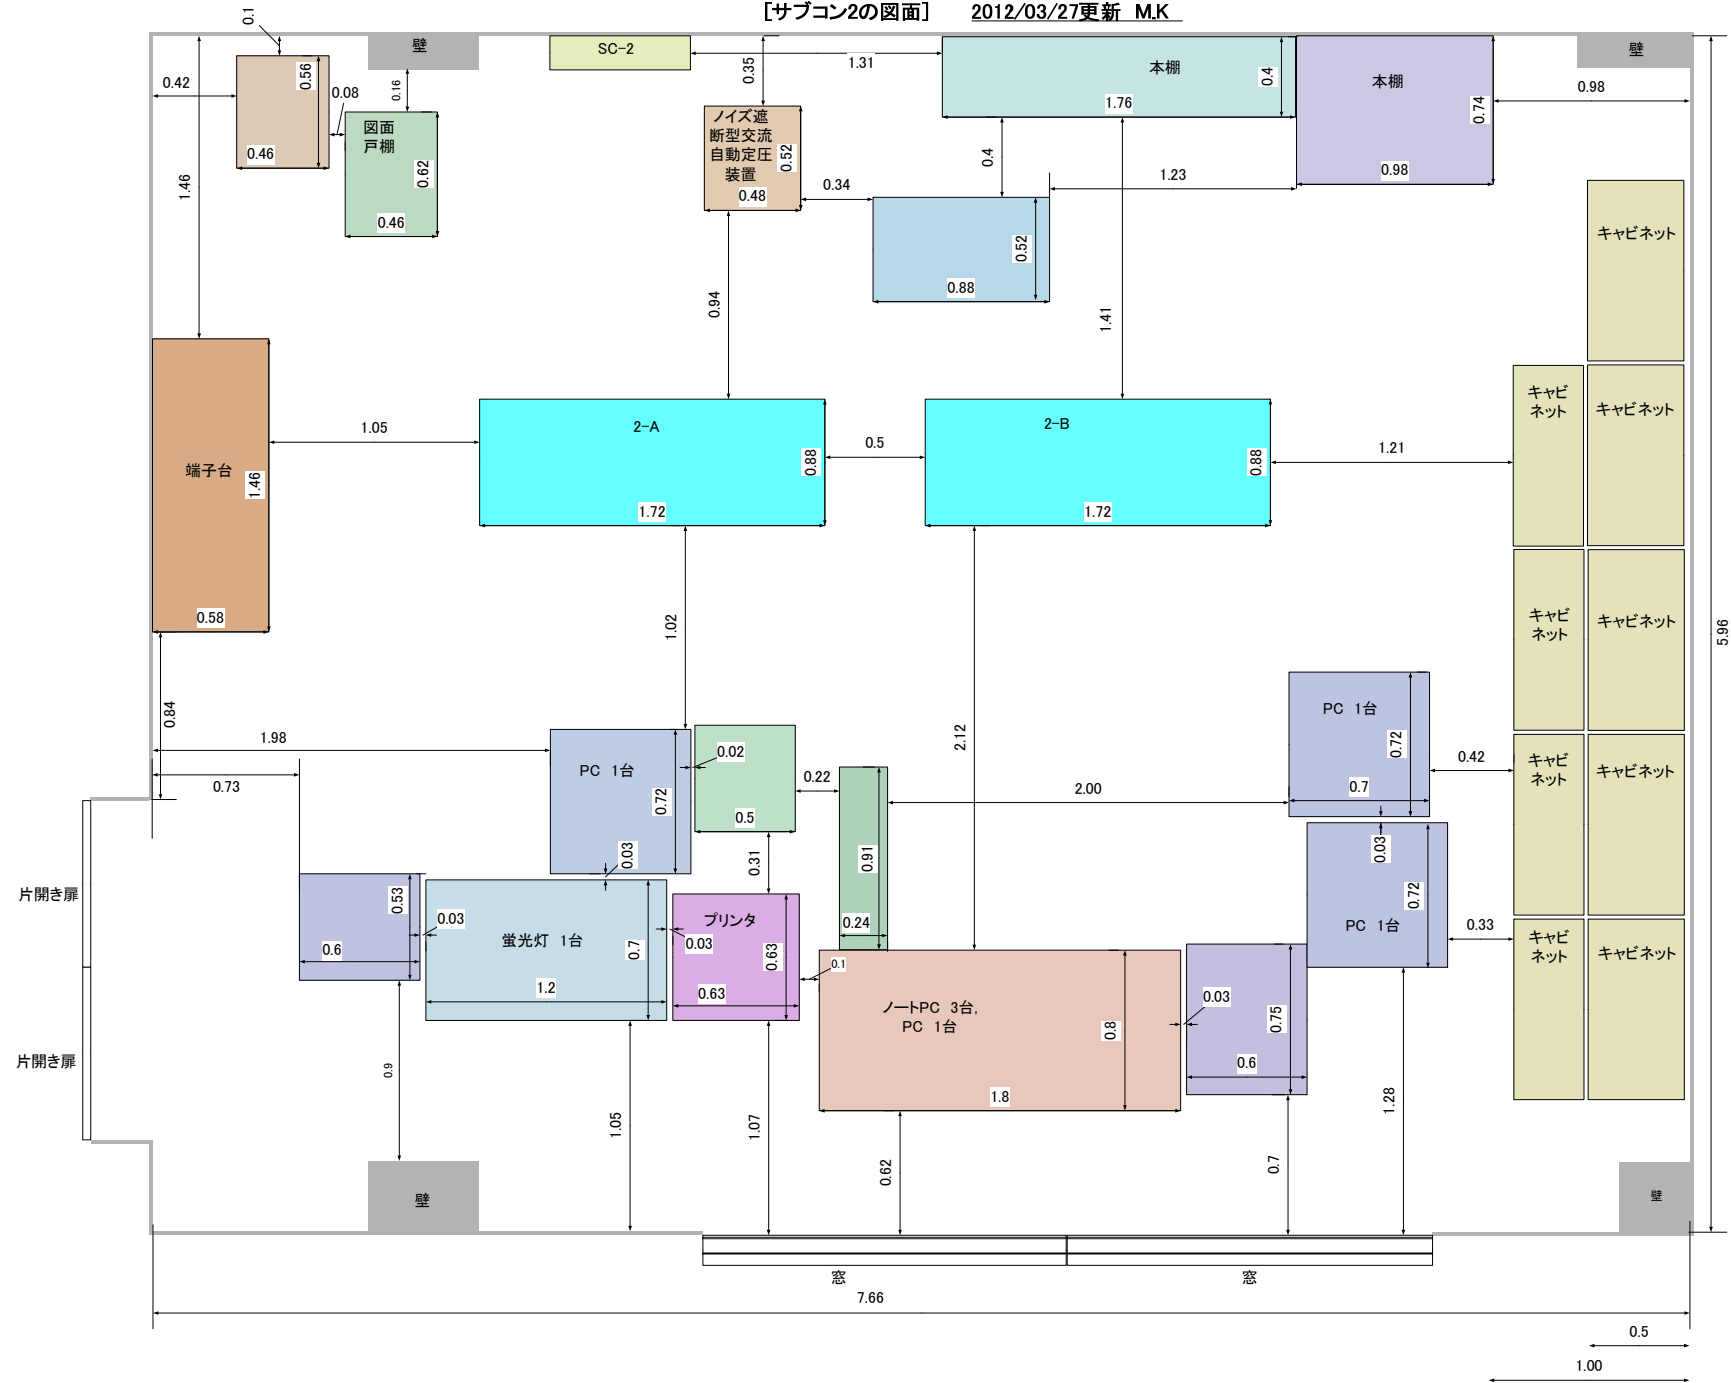 [サブコン2の図面] 2012/03/27更新 M.K
0.1
壁
SC-2
1.31
0.35
本棚
0.4
1.76
本棚
0.74
0.98
壁
0.98
0.42
0.56
0.08
0.16
0.46
図面
戸棚
0.62
0.46
ノイズ遮
断型交流
自動定圧
装置
0.52
0.48
0.34
0.4
1.23
0.52
0.88
1.46
0.94
1.41
キャビネット
キャビ
ネット
キャビネット
端子台
1.46
0.58
1.05
2-A
0.88
1.72
0.5
2-B
0.88
1.72
1.21
キャビ
ネット
キャビネット
5.96
0.84
1.02
2.12
1.98
0.73
PC 1台
0.72
0.02
0.5
0.22
0.91
0.24
2.00
PC 1台
0.72
0.7
0.42
キャビ
ネット
キャビネット
0.03
0.31
0.03
片開き扉
0.53
0.6
0.03
蛍光灯 1台
0.7
1.2
プリンタ
0.03
0.63
0.63
0.1
ノートPC 3台,
PC 1台
0.8
1.8
0.03
0.75
0.6
0.72
PC 1台
0.33
キャビ
ネット
キャビネット
片開き扉
0.9
1.05
1.07
0.62
0.7
1.28
壁
壁
窓
窓
7.66
0.5
1.00